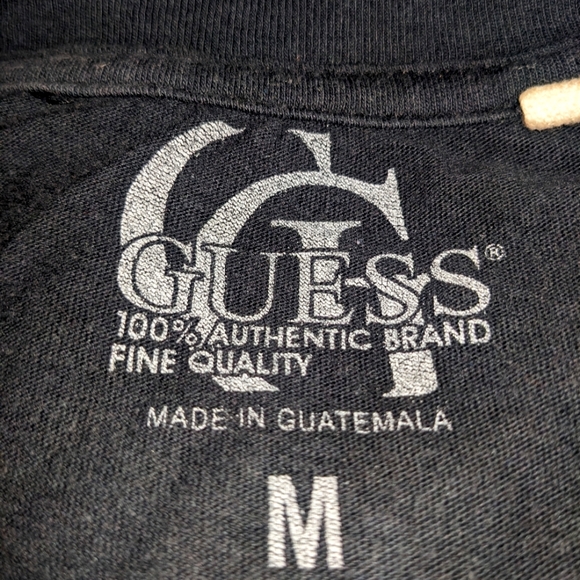 G
GUESS®
100% AUTHENTIC BRAND
FINE QUALITY
MADE IN GUATEMALA
M